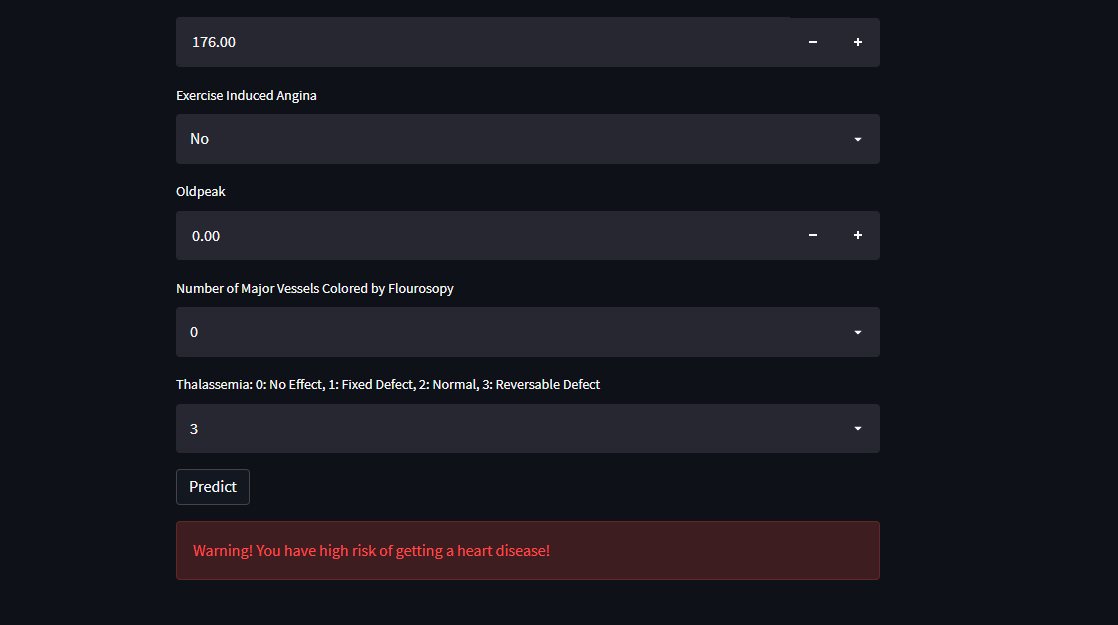 176.00
Exercise Induced Angina
No
Oldpeak
0.00
Number of Major Vessels Colored by Flourosopy
0
Thalassemia: 0: No Effect, 1: Fixed Defect, 2: Normal, 3: Reversable Defect
3
Predict
Warning! You have high risk of getting a heart disease!